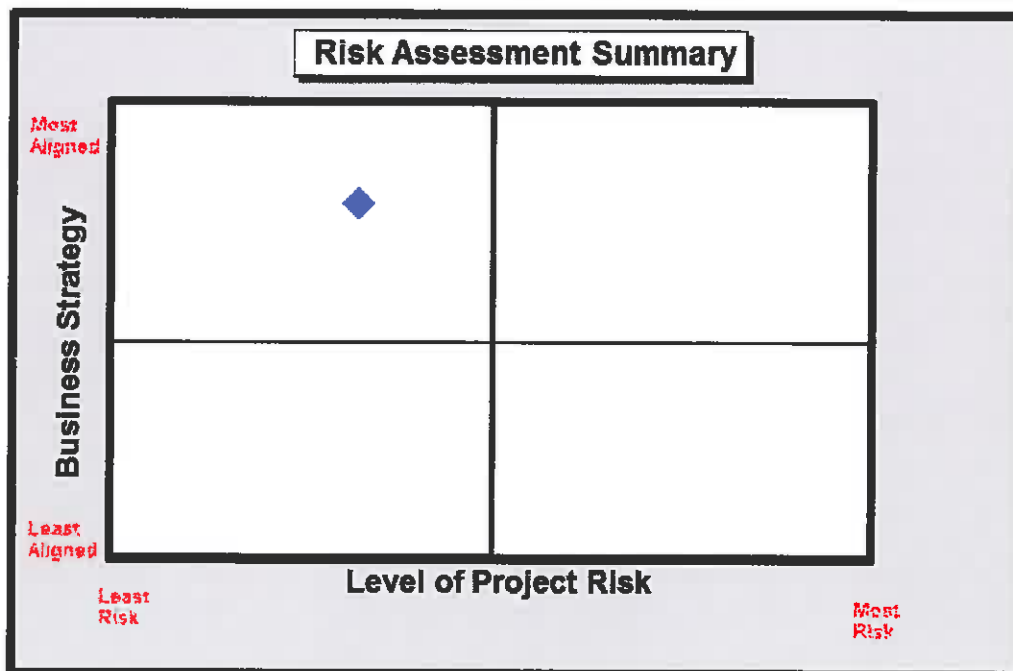 Risk Assessment Summary
Most
Aligned
Business Strategy
Least
Aligned
Level of Project Risk
Least
Risk
Most
Risk